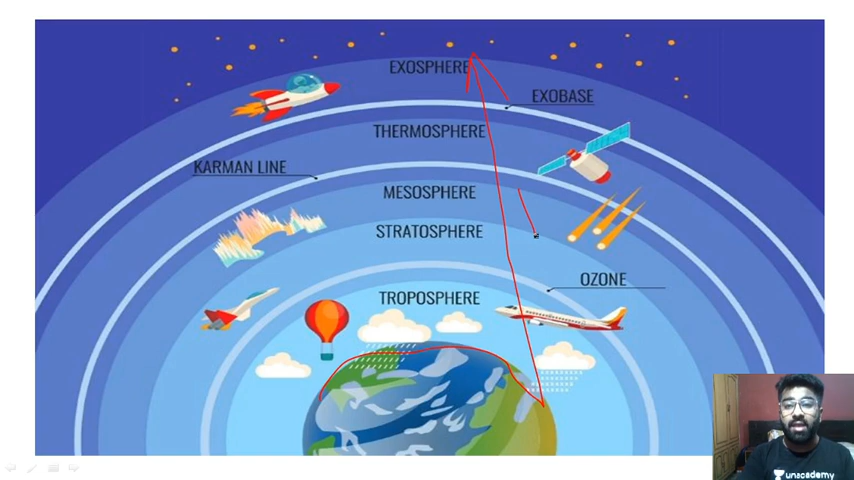 EXOSPHERE
EXOBASE
THERMOSPHERE
KARMAN LINE
MESOSPHERE
STRATOSPHERE
OZONE
TROPOSPHERE
unacademy